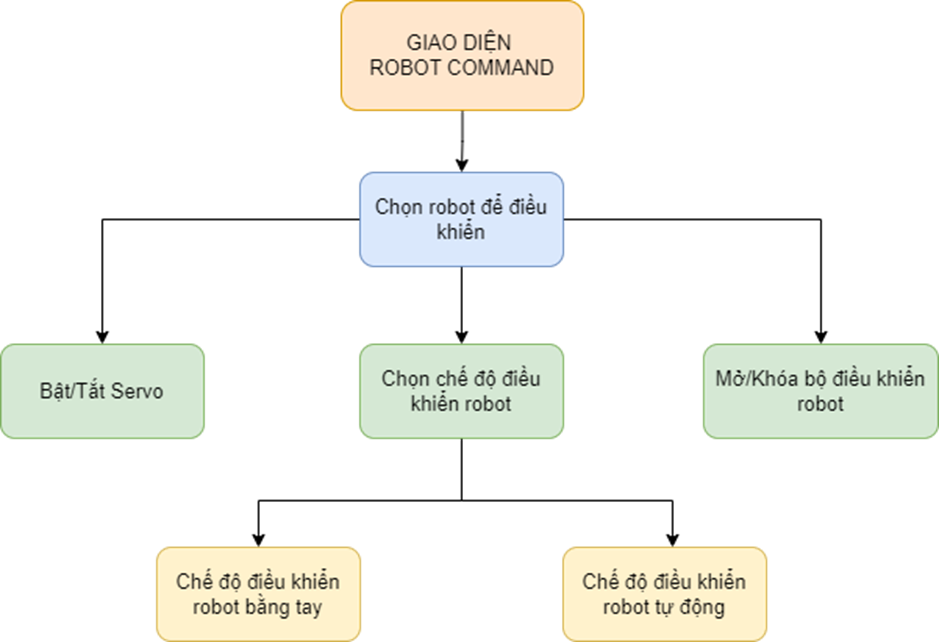 GIAO DIỆN
ROBOT COMMAND
Chọn robot để điều
khiển
Bật/Tắt Servo
Chọn chế độ điều
khiển robot
Mở/Khóa bộ điều khiển
robot
Chế độ điều khiển
robot bằng tay
Chế độ điều khiển
robot tự động